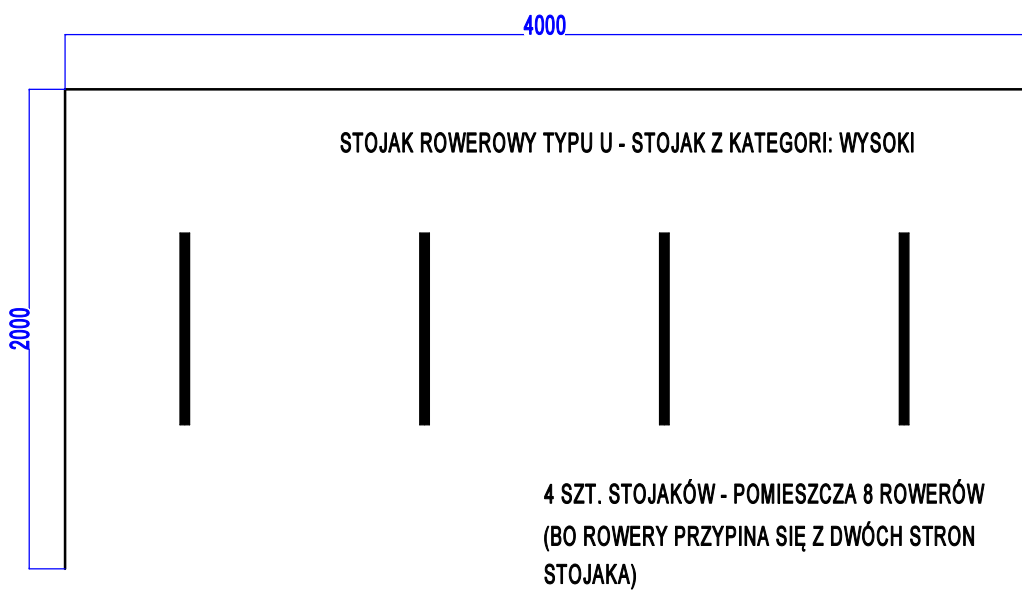 4000
STOJAK ROWEROWY TYPU U - STOJAK Z KATEGORI: WYSOKI
2000
4 SZT. STOJAKÓW - POMIESZCZA 8 ROWERÓW
(BO ROWERY PRZYPINA SIĘ Z DWÓCH STRON
STOJAKA)